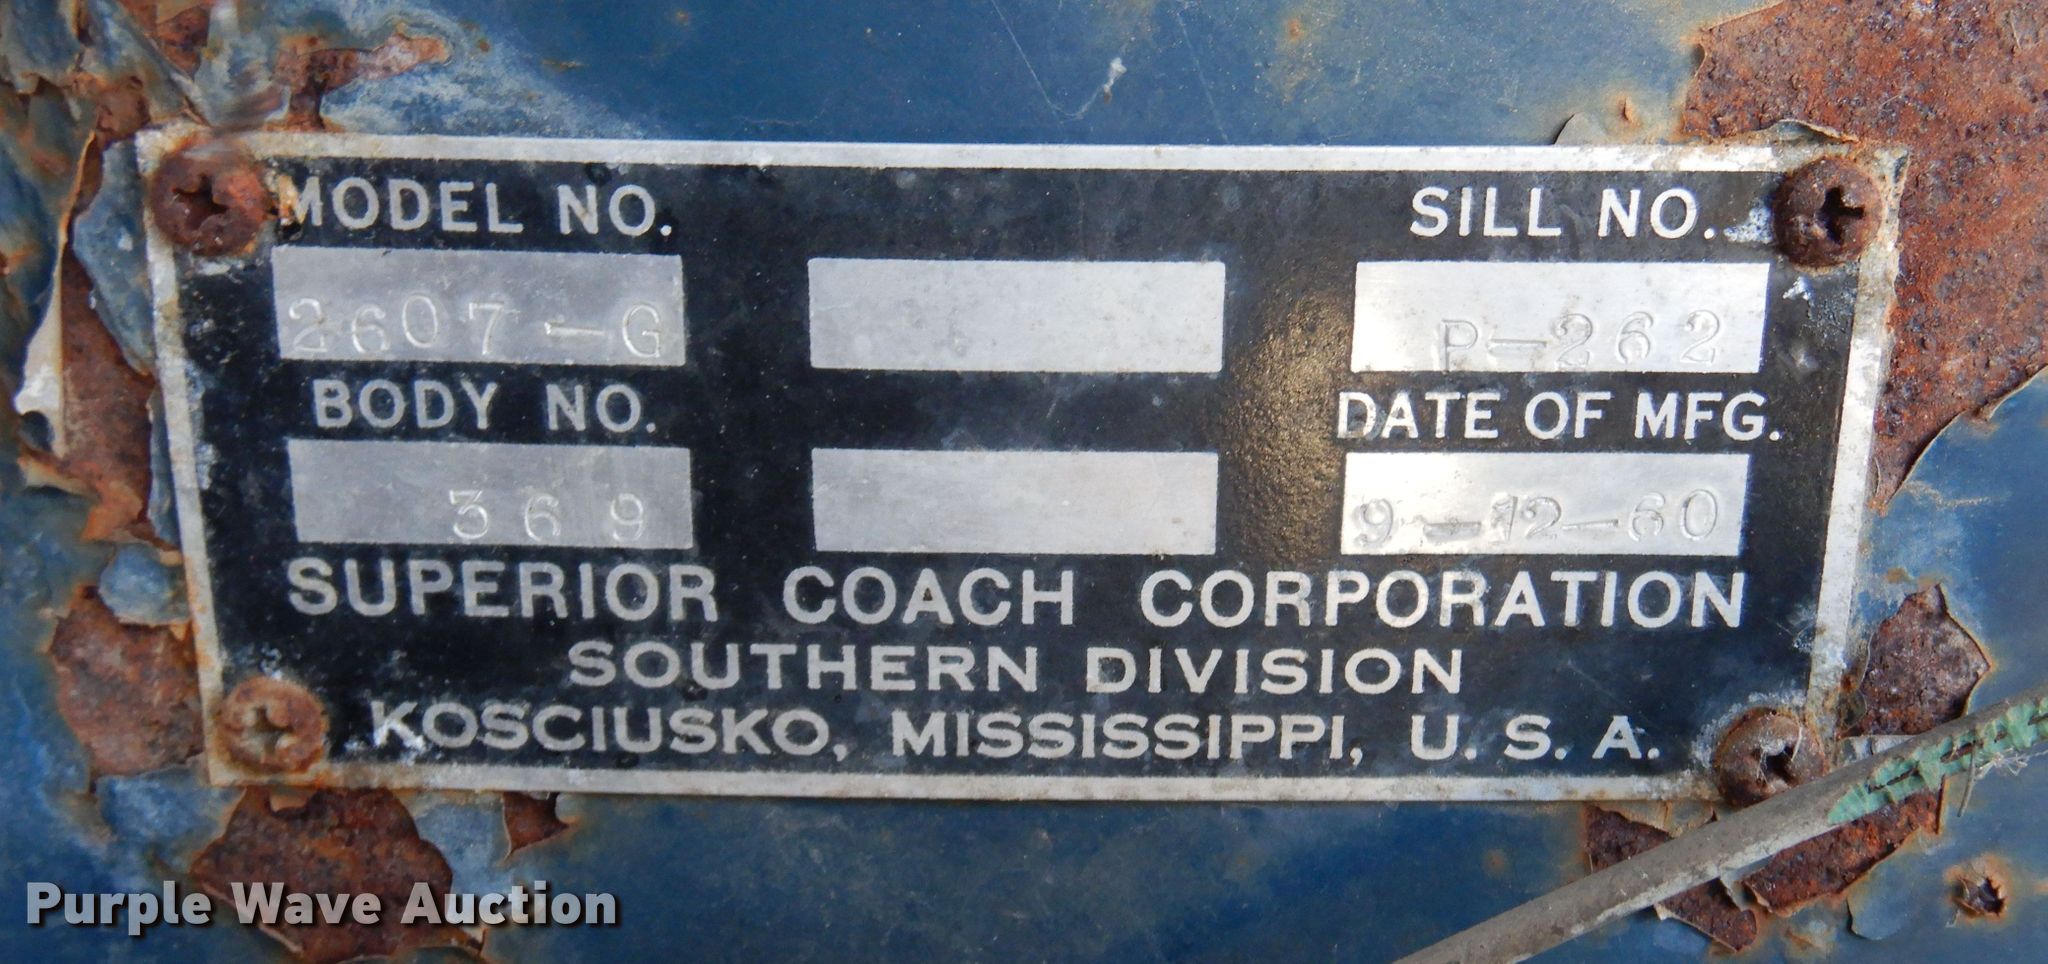 MODEL NO. SILL NO.
2607-G P-262
BODY NO. DATE OF MFG.
369 9-12-60
SUPERIOR COACH CORPORATION
SOUTHERN DIVISION
KOSCIUSKO, MISSISSIPPI, U. S. A.
Purple Wave Auction